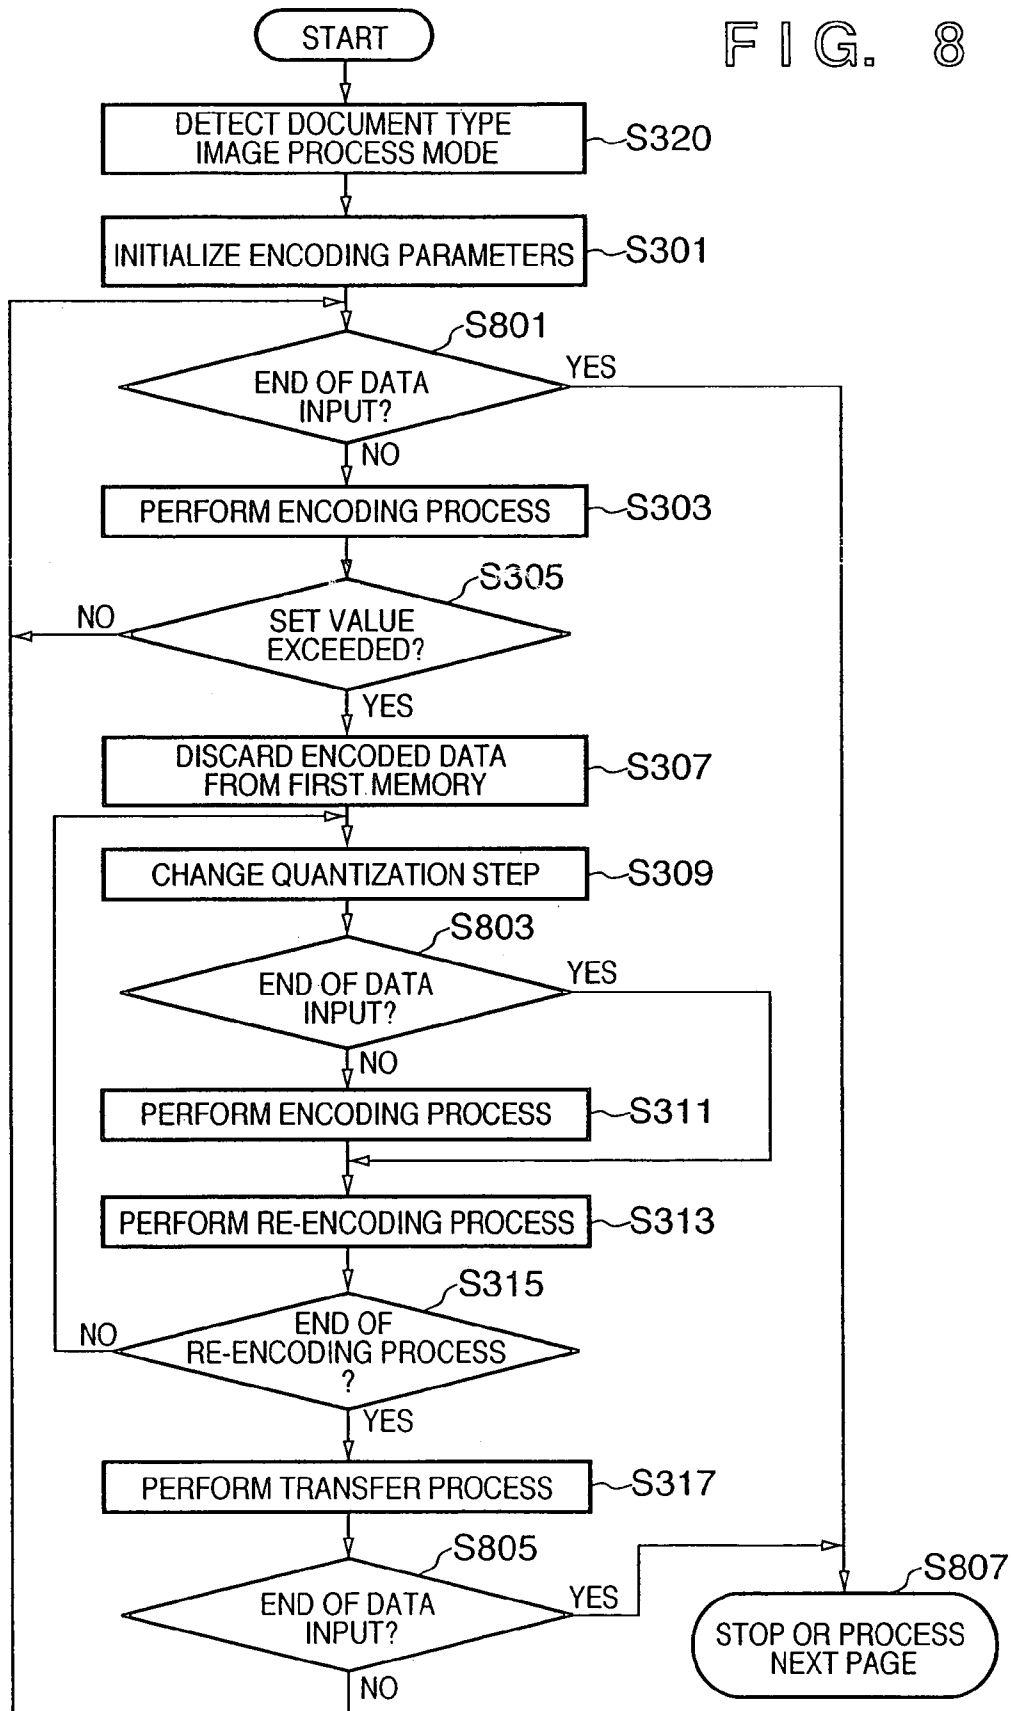 FIG. 8
START
DETECT DOCUMENT TYPE
IMAGE PROCESS MODE
S320
INITIALIZE ENCODING PARAMETERS
S301
S801
END OF DATA
INPUT?
YES
NO
PERFORM ENCODING PROCESS
S303
S305
SET VALUE
EXCEEDED?
NO
YES
DISCARD ENCODED DATA
FROM FIRST MEMORY
S307
CHANGE QUANTIZATION STEP
S309
S803
END OF DATA
INPUT?
YES
NO
PERFORM ENCODING PROCESS
S311
PERFORM RE-ENCODING PROCESS
S313
S315
END OF
RE-ENCODING PROCESS
?
NO
YES
PERFORM TRANSFER PROCESS
S317
S805
END OF DATA
INPUT?
YES
NO
S807
STOP OR PROCESS
NEXT PAGE